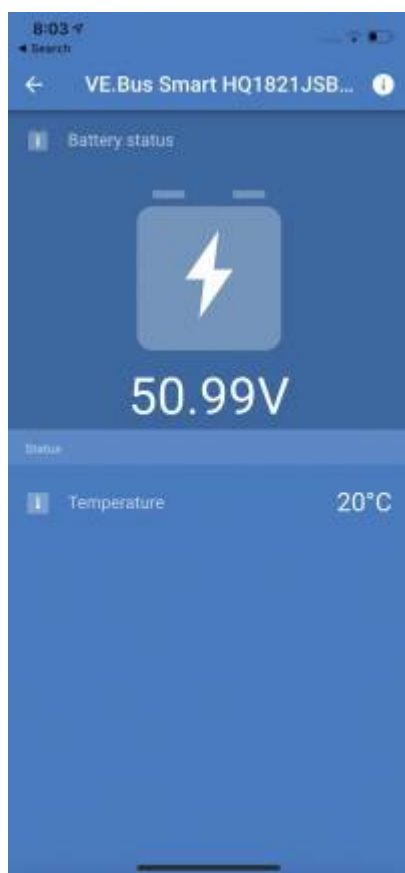 8:03
◀ Search
VE.Bus Smart HQ1821JSB...
Battery status
50.99V
Status
Temperature 20°C